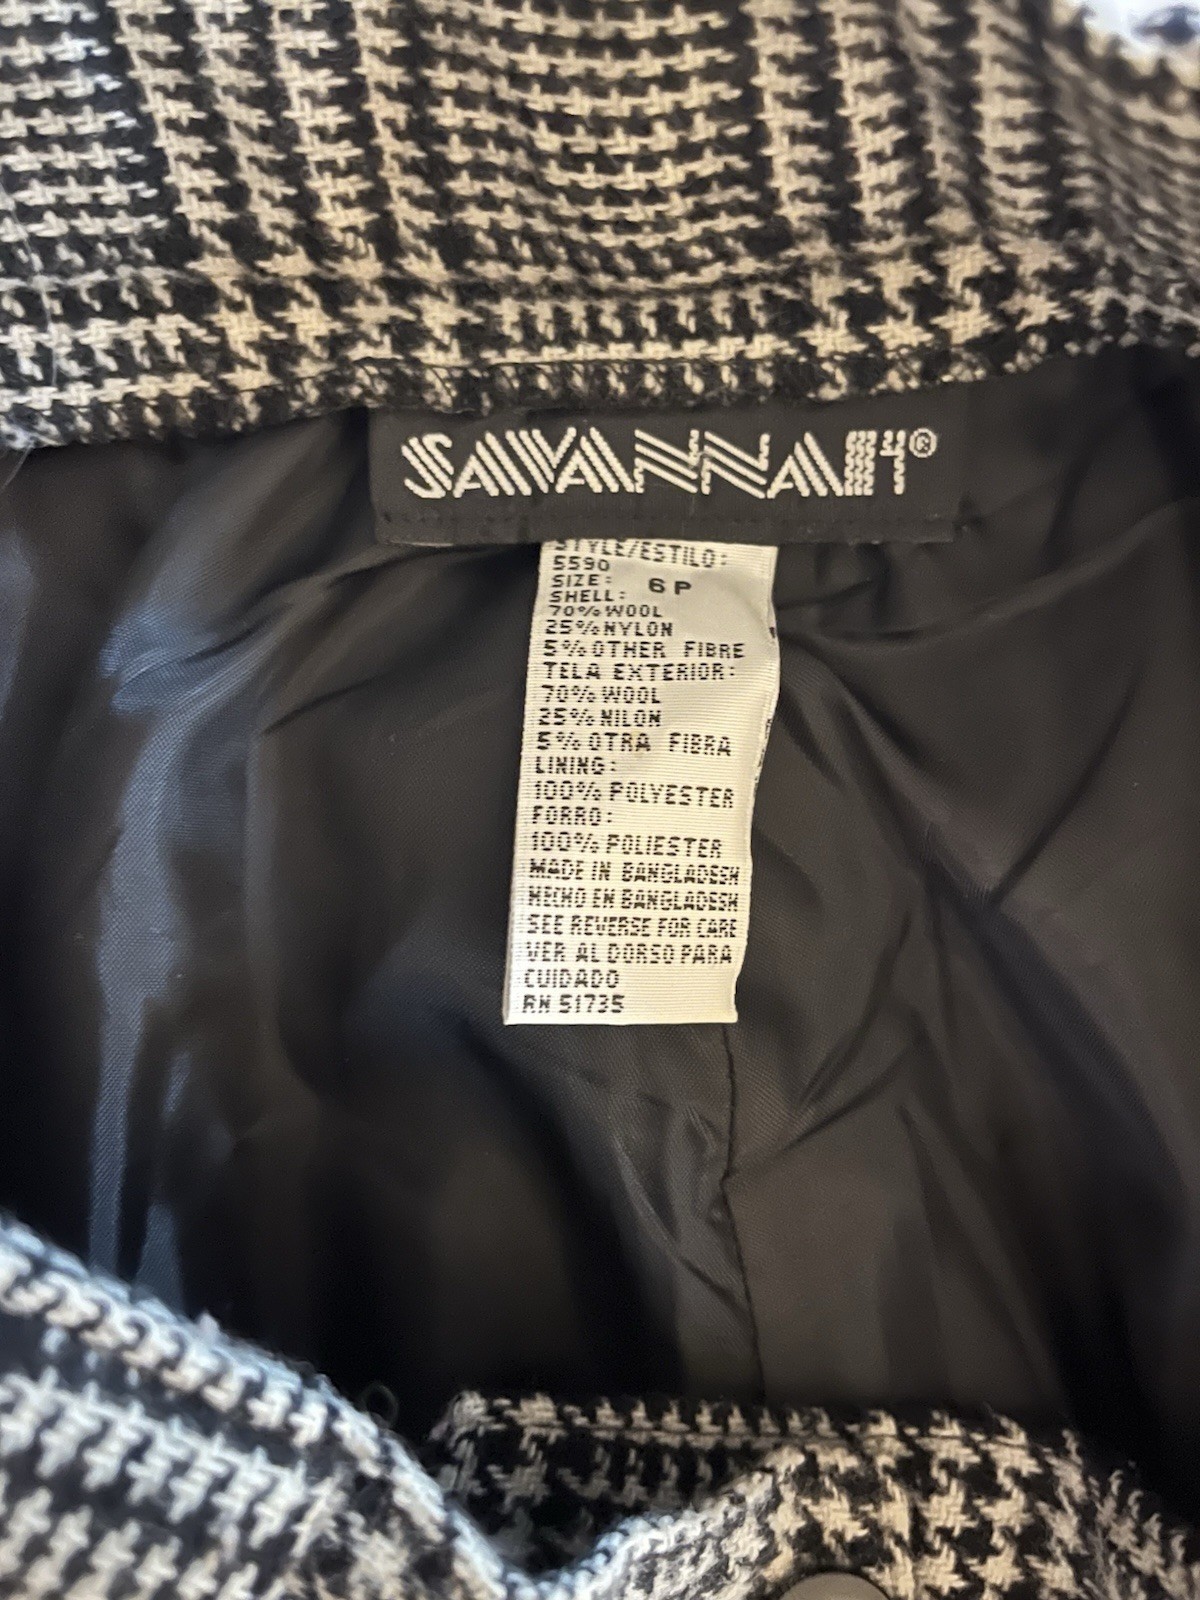 SAVANNAH®
STYLE/ESTILO:
5590
SIZE: 6P
SHELL:
70% WOOL
25% NYLON
5% OTHER FIBRE
TELA EXTERIOR:
70% WOOL
25% NILON
5% OTRA FIBRA
LINING:
100% POLYESTER
FORRO:
100% POLIESTER
MADE IN BANGLADESH
HECHO EN BANGLADESH
SEE REVERSE FOR CARE
VER AL DORSO PARA
CUIDADO
RN 51735